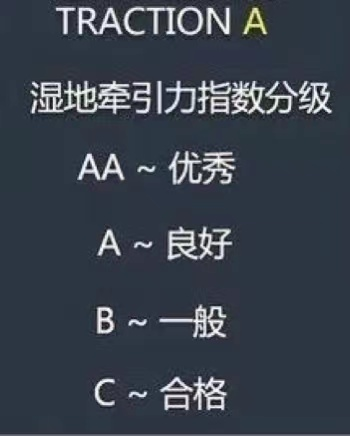 TRACTION A
湿地牵引力指数分级
AA ~ 优秀
A ~ 良好
B ~ 一般
C ~ 合格